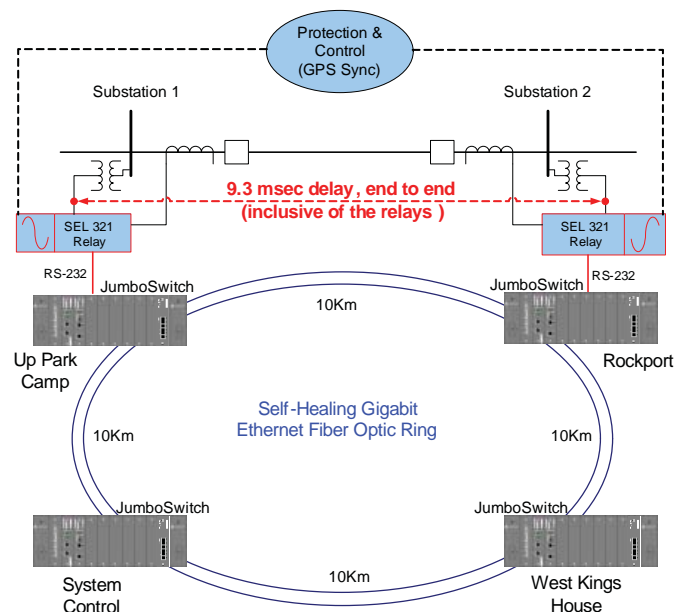 Protection &
Control
(GPS Sync)
Substation 1
Substation 2
9.3 msec delay, end to end
(inclusive of the relays )
SEL 321
Relay
SEL 321
Relay
RS-232
RS-232
JumboSwitch
JumboSwitch
10Km
Up Park
Camp
Rockport
Self-Healing Gigabit
Ethernet Fiber Optic Ring
10Km
10Km
JumboSwitch
JumboSwitch
10Km
System
Control
West Kings
House